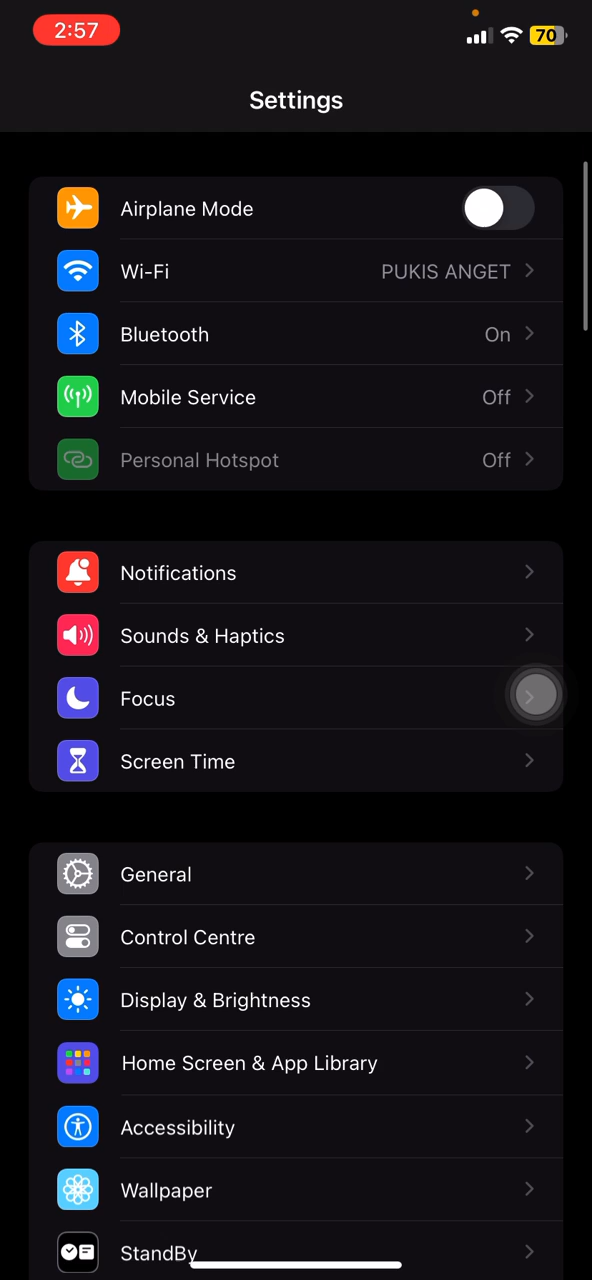 2:57
70
Settings
Airplane Mode
Wi-Fi PUKIS ANGET
Bluetooth On
Mobile Service Off
Personal Hotspot Off
Notifications
Sounds & Haptics
Focus
Screen Time
General
Control Centre
Display & Brightness
Home Screen & App Library
Accessibility
Wallpaper
StandBy